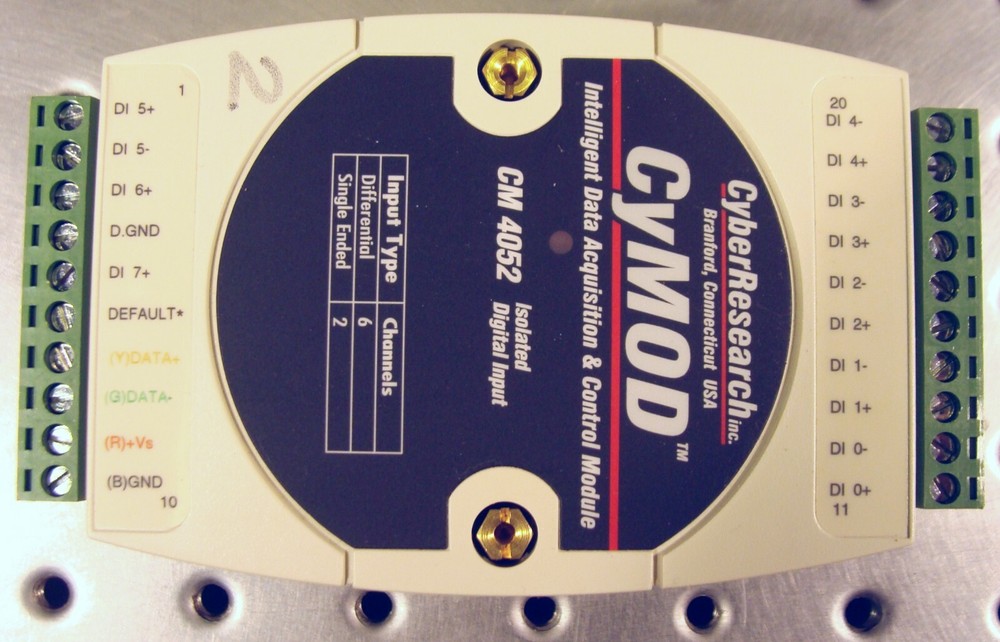 1
DI 5+
DI 5-
DI 6+
D.GND
DI 7+
DEFAULT*
(Y)DATA+
(G)DATA-
(R)+Vs
(B)GND
10
2
CyberResearch inc.
Branford, Connecticut USA
CyMOD™
Intelligent Data Acquisition & Control Module
CM 4052 Isolated
Digital Input
Input Type Channels
Differential 6
Single Ended 2
20
DI 4-
DI 4+
DI 3-
DI 3+
DI 2-
DI 2+
DI 1-
DI 1+
DI 0-
DI 0+
11